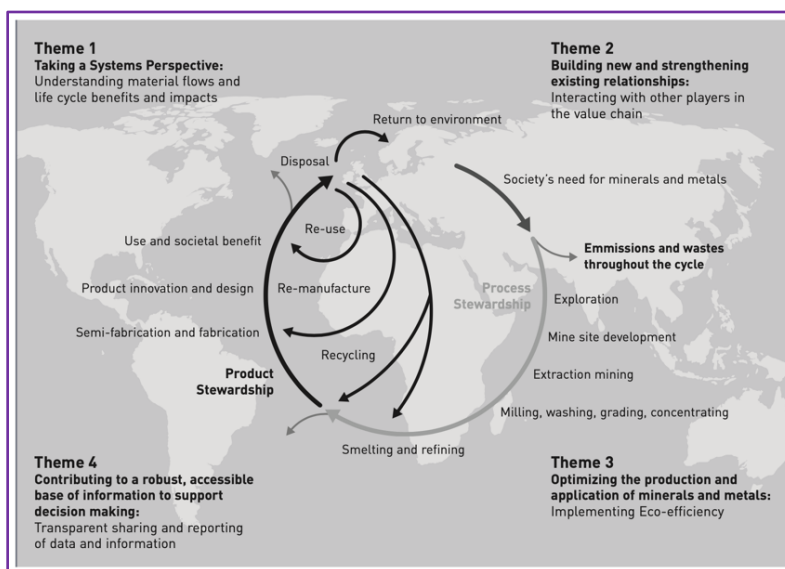 Theme 1
Taking a Systems Perspective:
Understanding material flows and
life cycle benefits and impacts
Theme 2
Building new and strengthening
existing relationships:
Interacting with other players in
the value chain
Return to environment
Disposal
Society's need for minerals and metals
Re-use
Use and societal benefit
Emmissions and wastes
throughout the cycle
Product innovation and design
Re-manufacture
Process
Stewardship
Exploration
Semi-fabrication and fabrication
Mine site development
Recycling
Product
Stewardship
Extraction mining
Milling, washing, grading, concentrating
Smelting and refining
Theme 4
Contributing to a robust, accessible
base of information to support
decision making:
Transparent sharing and reporting
of data and information
Theme 3
Optimizing the production and
application of minerals and metals:
Implementing Eco-efficiency